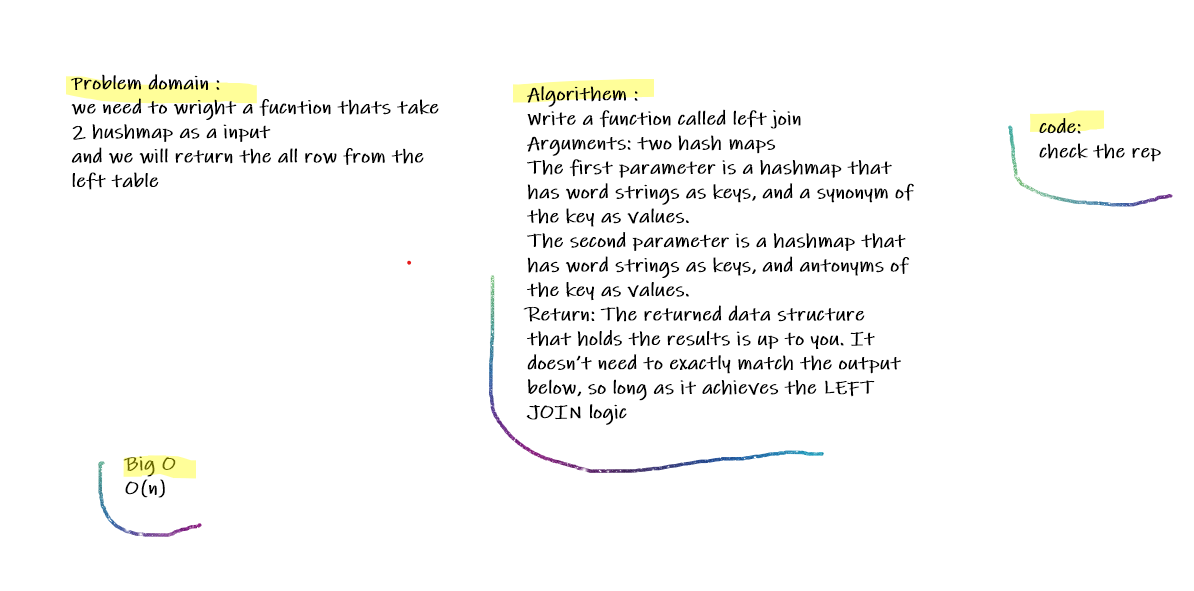 Problem domain :
we need to wright a fucntion thats take
2 hushmap as a input
and we will return the all row from the
left table
Algorithem :
Write a function called left join
Arguments: two hash maps
The first parameter is a hashmap that
has word strings as keys, and a synonym of
the key as values.
The second parameter is a hashmap that
has word strings as keys, and antonyms of
the key as values.
Return: The returned data structure
that holds the results is up to you. It
doesn't need to exactly match the output
below, so long as it achieves the LEFT
JOIN logic
code:
check the rep
Big O
O(n)